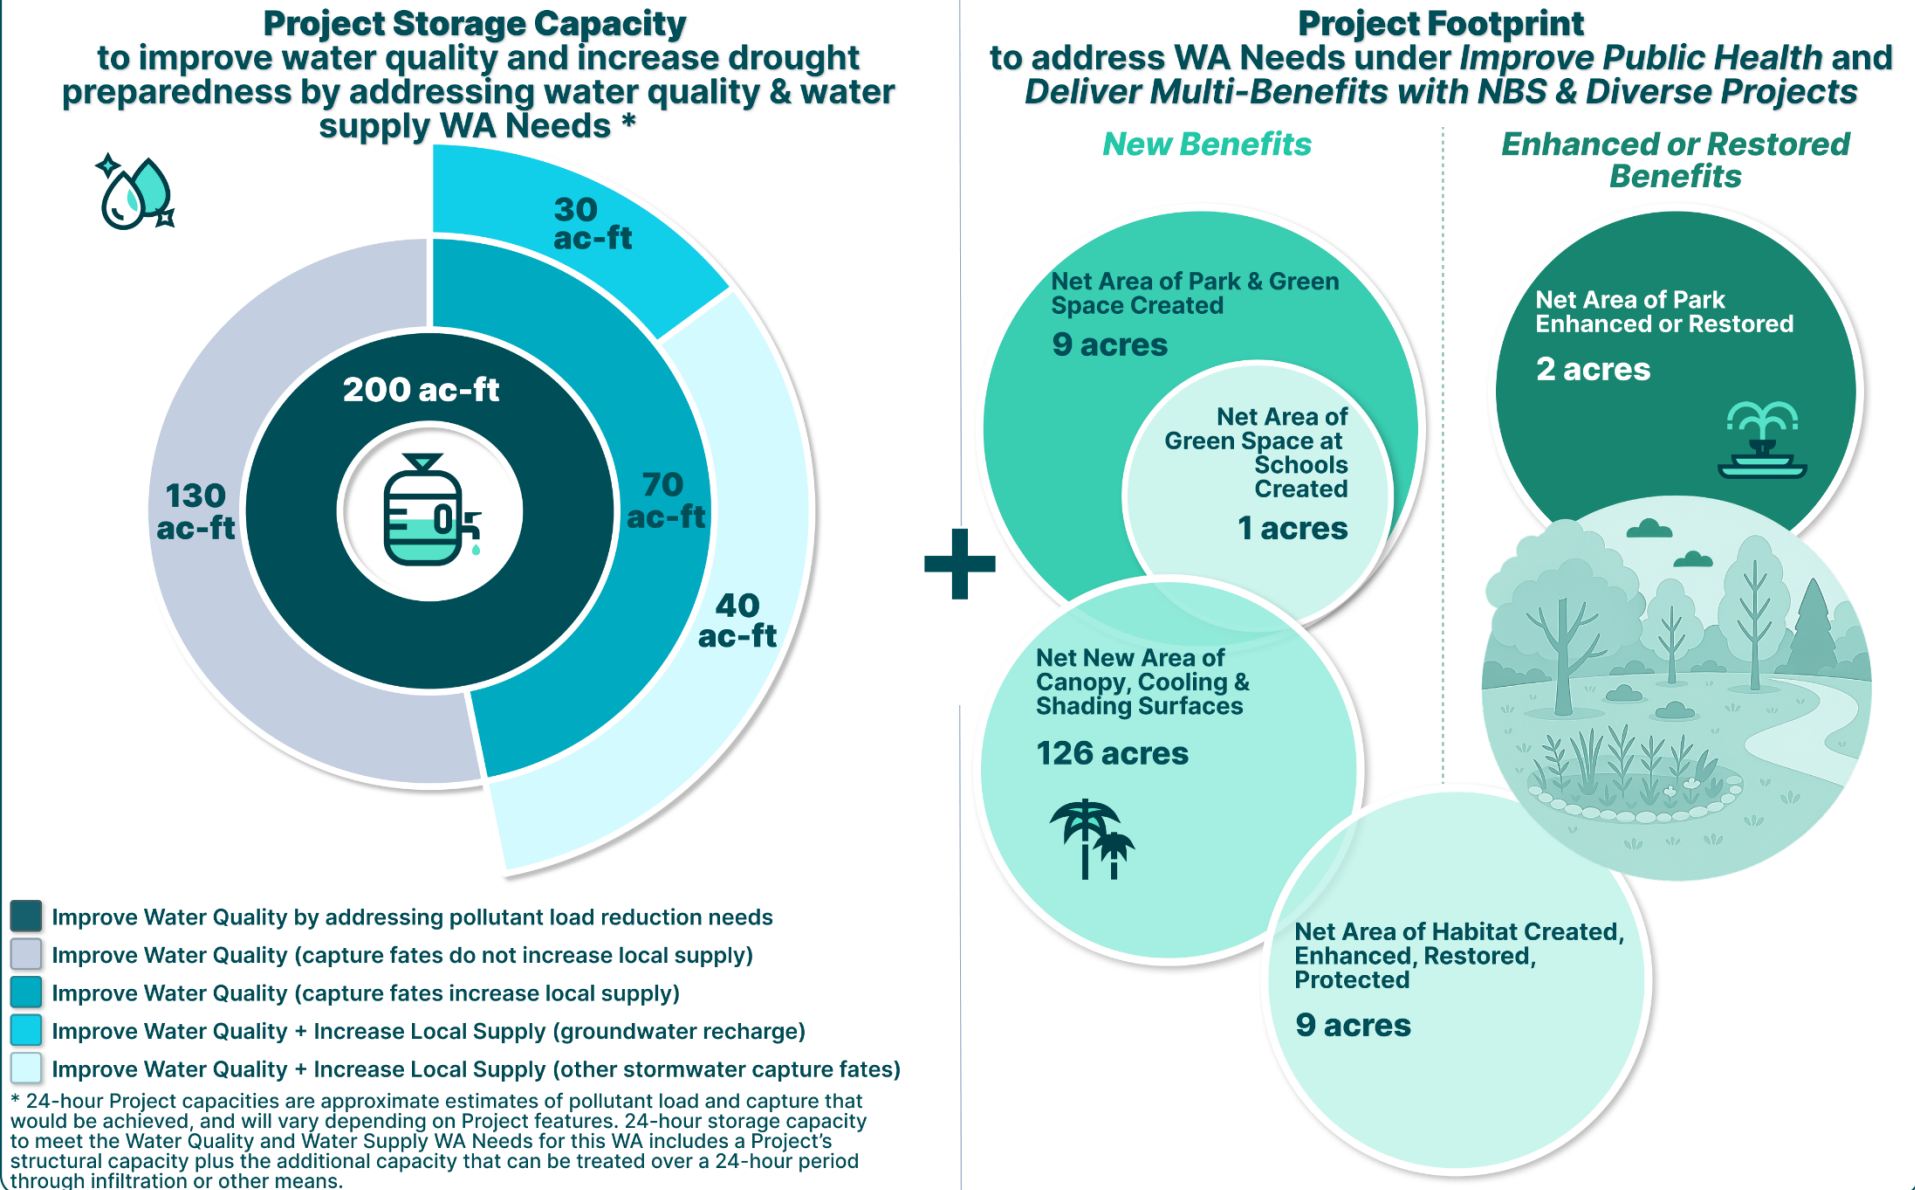 Project Storage Capacity
to improve water quality and increase drought
preparedness by addressing water quality & water
supply WA Needs *
30
ac-ft
200 ac-ft
130
ac-ft
70
ac-ft
40
ac-ft
0
Improve Water Quality by addressing pollutant load reduction needs
Improve Water Quality (capture fates do not increase local supply)
Improve Water Quality (capture fates increase local supply)
Improve Water Quality + Increase Local Supply (groundwater recharge)
Improve Water Quality + Increase Local Supply (other stormwater capture fates)
* 24-hour Project capacities are approximate estimates of pollutant load and capture that
would be achieved, and will vary depending on Project features. 24-hour storage capacity
to meet the Water Quality and Water Supply WA Needs for this WA includes a Project's
structural capacity plus the additional capacity that can be treated over a 24-hour period
through infiltration or other means.
+
Project Footprint
to address WA Needs under Improve Public Health and
Deliver Multi-Benefits with NBS & Diverse Projects
New Benefits
Net Area of Park & Green
Space Created
9 acres
Net Area of
Green Space at
Schools
Created
1 acres
Net New Area of
Canopy, Cooling &
Shading Surfaces
126 acres
Enhanced or Restored
Benefits
Net Area of Park
Enhanced or Restored
2 acres
Net Area of Habitat Created,
Enhanced, Restored,
Protected
9 acres